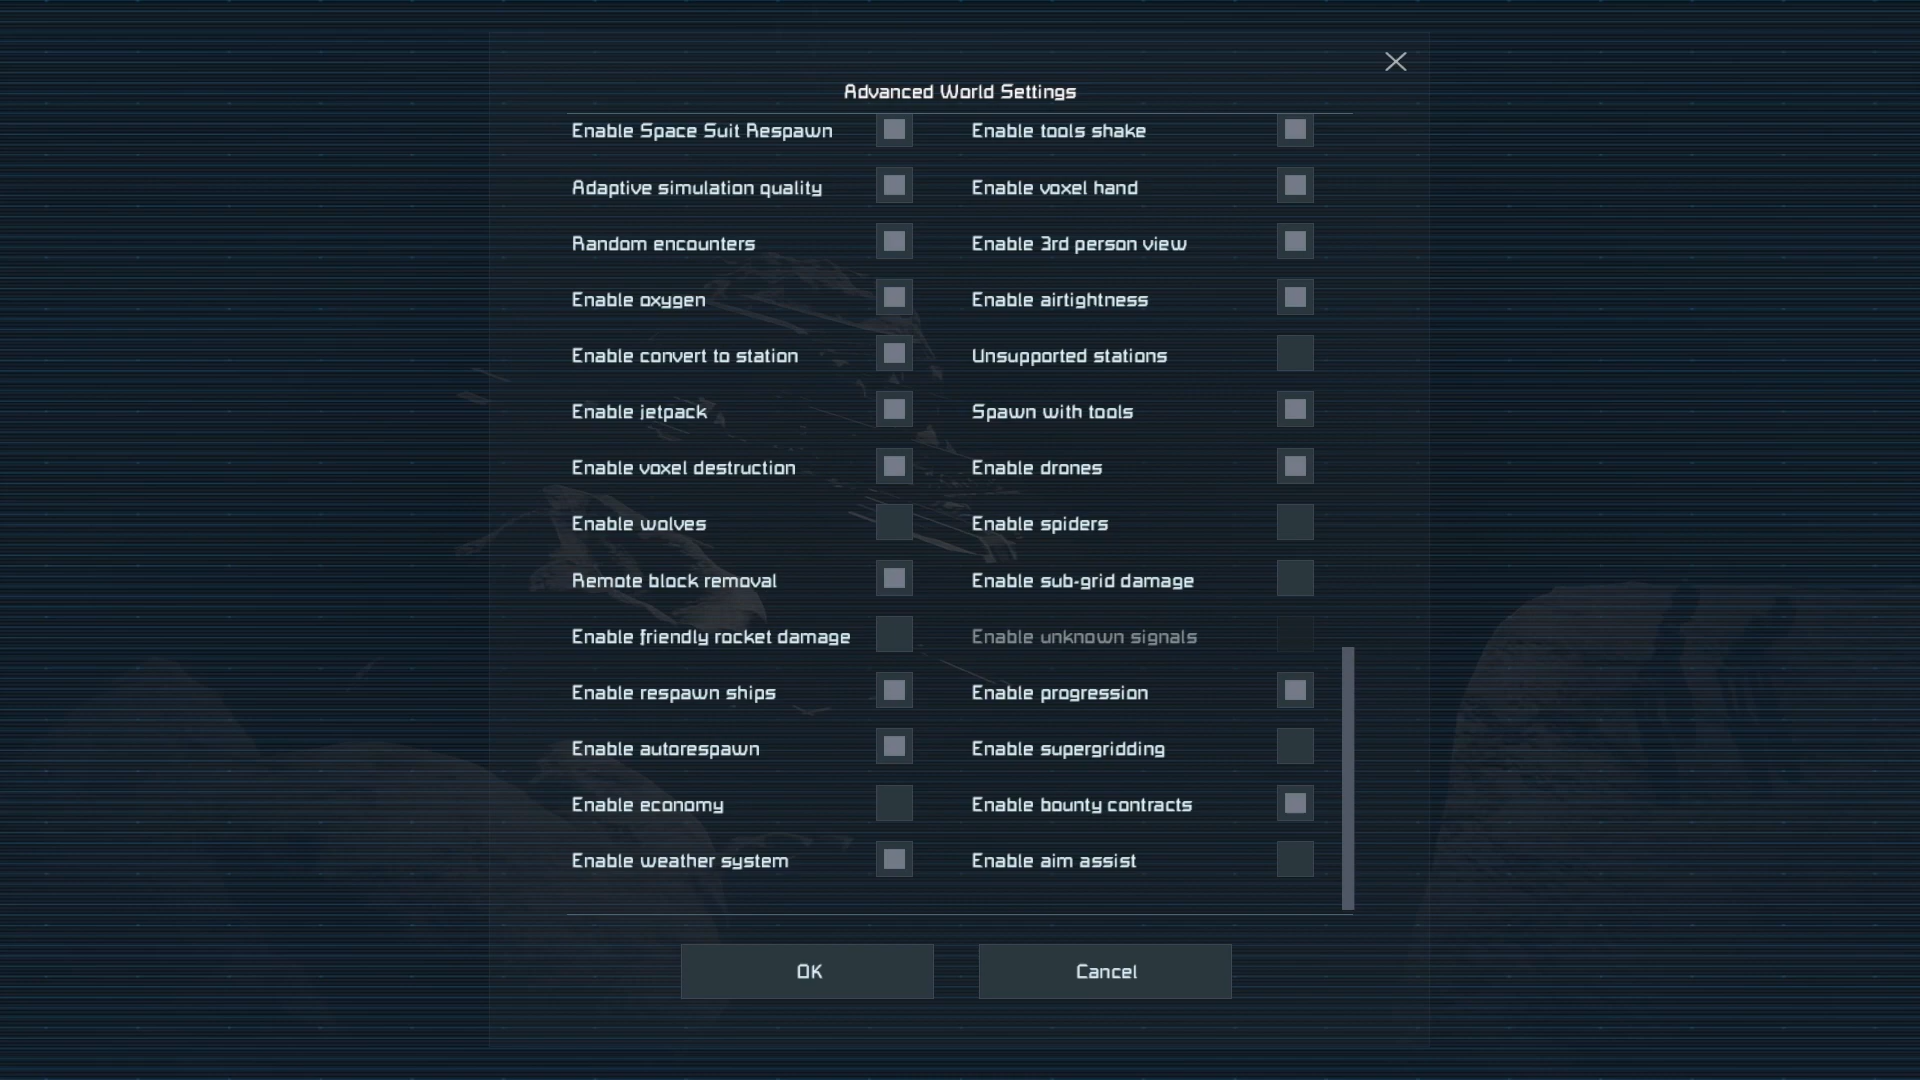 Advanced World Settings
Enable Space Suit Respawn
Enable tools shake
Adaptive simulation quality
Enable voxel hand
Random encounters
Enable 3rd person view
Enable oxygen
Enable airtightness
Enable convert to station
Unsupported stations
Enable jetpack
Spawn with tools
Enable voxel destruction
Enable drones
Enable wolves
Enable spiders
Remote block removal
Enable sub-grid damage
Enable friendly rocket damage
Enable unknown signals
Enable respawn ships
Enable progression
Enable autorespawn
Enable supergridding
Enable economy
Enable bounty contracts
Enable weather system
Enable aim assist
OK
Cancel